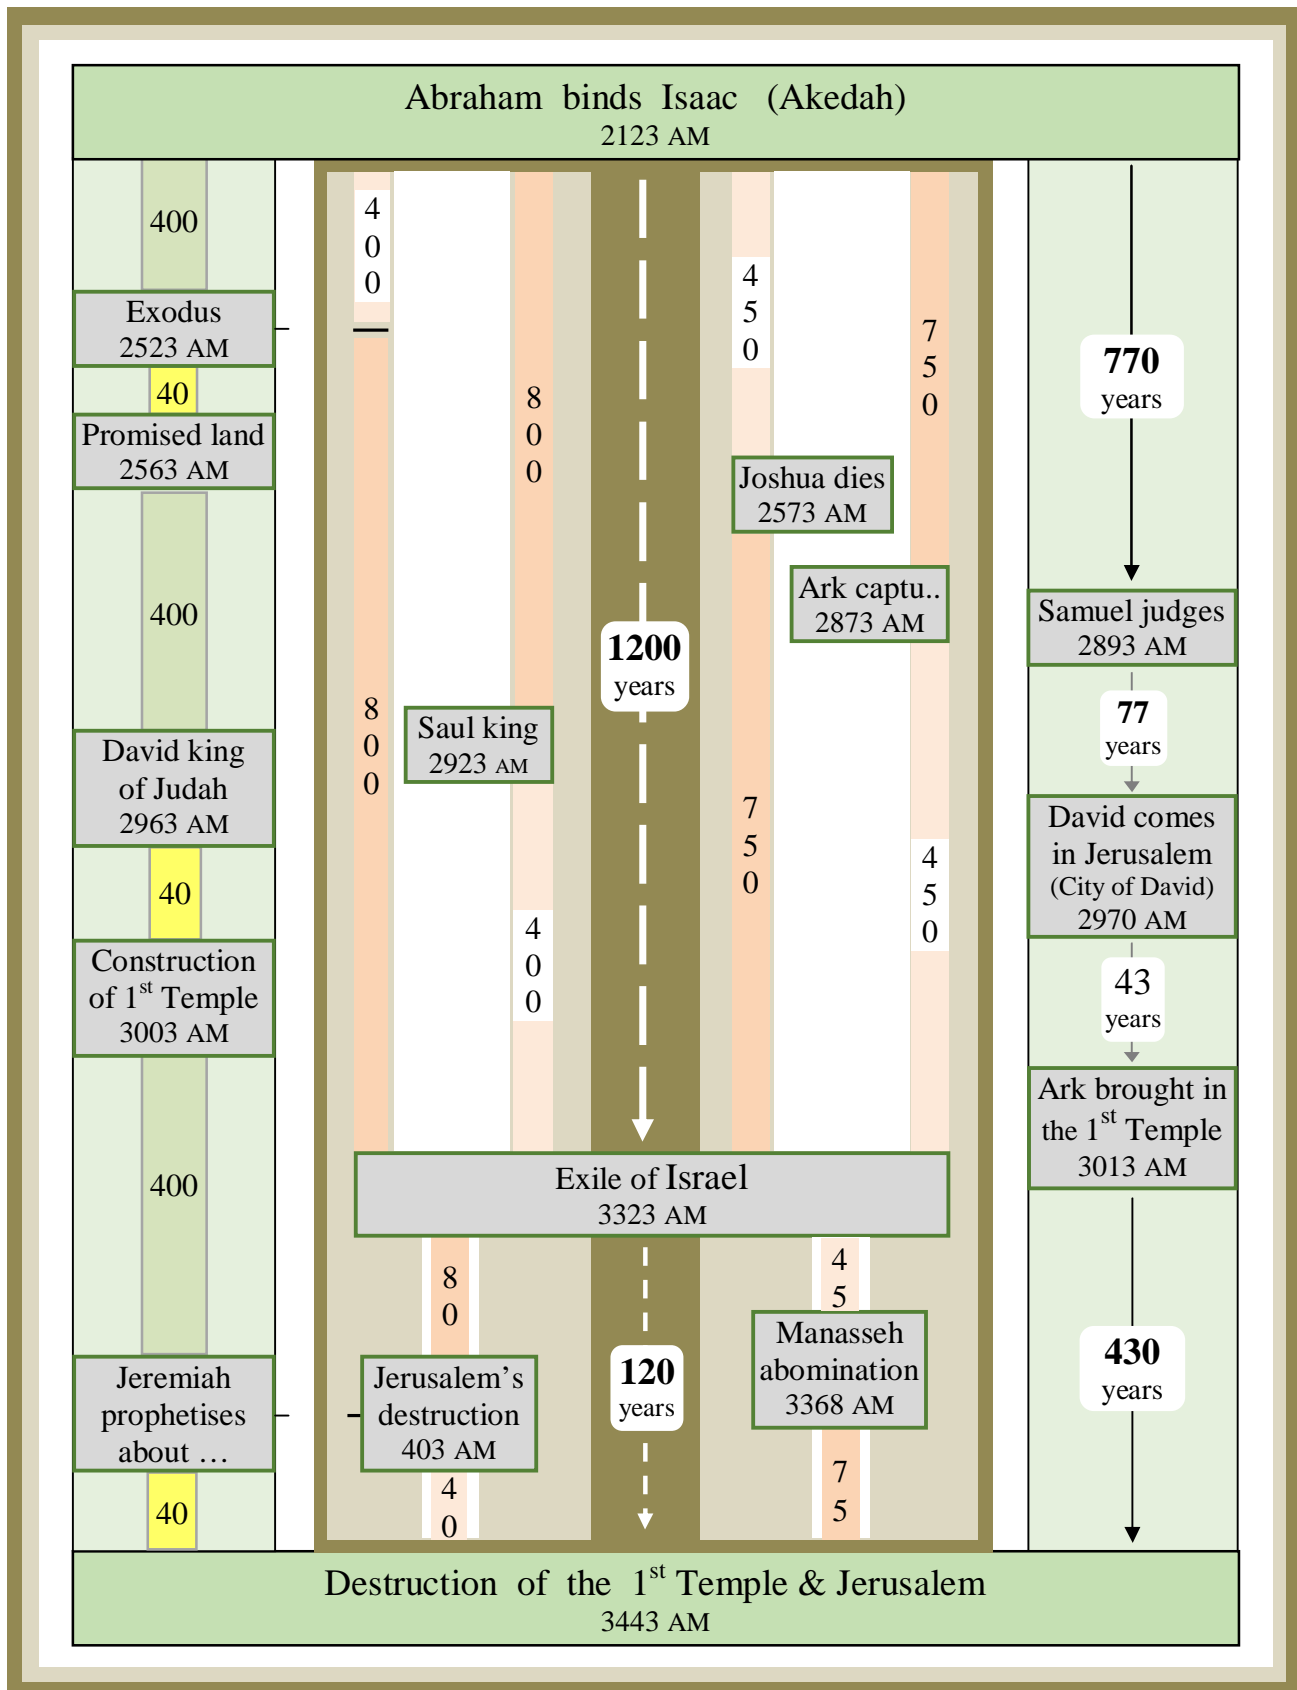 Abraham binds Isaac (Akedah)
2123 AM
400
Exodus
2523 AM
40
Promised land
2563 AM
400
David king
of Judah
2963 AM
40
Construction
of 1st Temple
3003 AM
400
Jeremiah
prophetises
about …
40
4
0
0
8
0
0
8
0
0
Saul king
2923 AM
4
0
0
1200
years
4
5
0
7
5
0
Joshua dies
2573 AM
Ark captu..
2873 AM
7
5
0
4
5
0
Exile of Israel
3323 AM
8
0
Jerusalem’s
destruction
403 AM
4
0
120
years
4
5
Manasseh
abomination
3368 AM
7
5
770
years
Samuel judges
2893 AM
77
years
David comes
in Jerusalem
(City of David)
2970 AM
43
years
Ark brought in
the 1st Temple
3013 AM
430
years
Destruction of the 1st Temple & Jerusalem
3443 AM